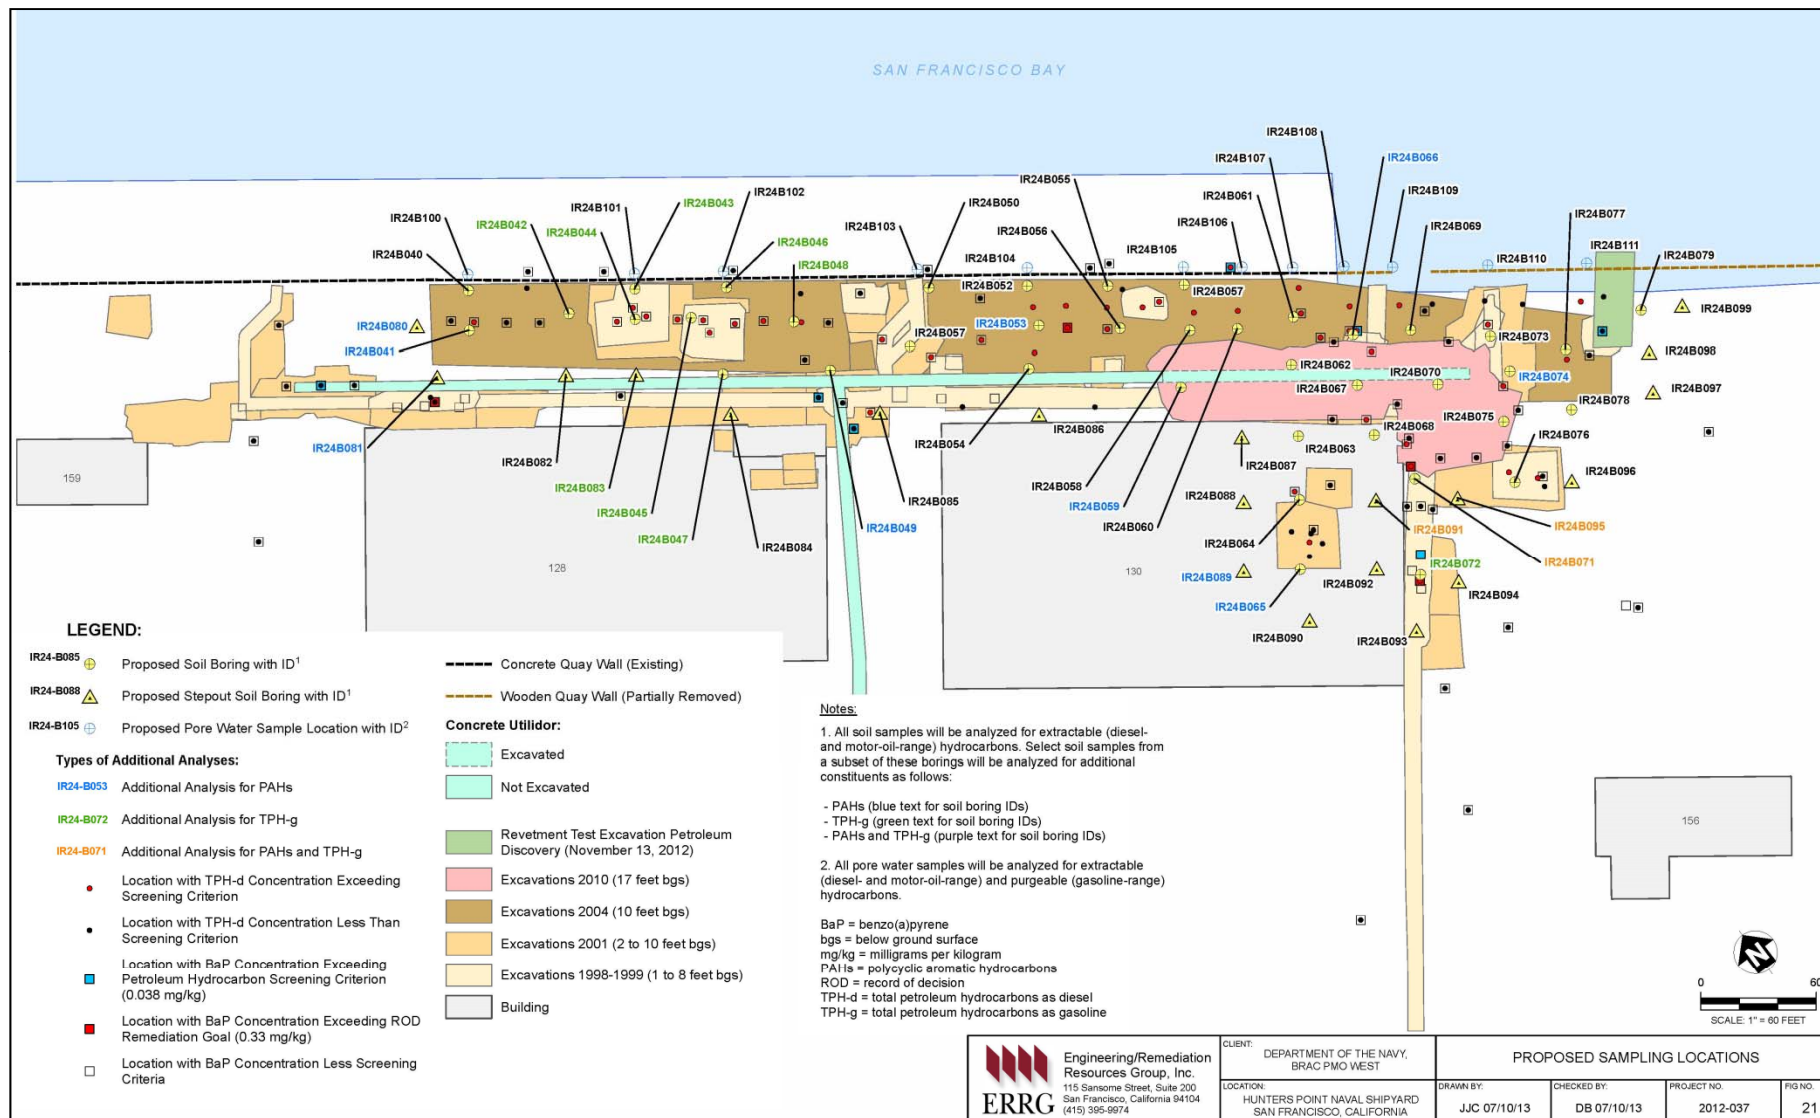 SAN FRANCISCO BAY
IR24B108
IR24B107
IR24B066
IR24B055
IR24B061
IR24B109
IR24B102
IR24B043
IR24B101
IR24B050
IR24B077
IR24B100
IR24B042
IR24B044
IR24B103
IR24B056
IR24B106
IR24B069
IR24B046
IR24B105
IR24B111
IR24B040
IR24B048
IR24B104
IR24B110
IR24B079
IR24B052
IR24B057
IR24B099
IR24B080
IR24B053
IR24B057
IR24B073
IR24B041
IR24B098
IR24B062
IR24B070
IR24B074
IR24B067
IR24B097
IR24B078
IR24B075
IR24B086
IR24B068
IR24B076
IR24B081
IR24B054
IR24B063
IR24B082
IR24B087
159
IR24B096
IR24B083
IR24B058
IR24B085
IR24B088
IR24B045
IR24B059
IR24B049
IR24B060
IR24B091
IR24B095
IR24B047
IR24B084
IR24B064
128
130
IR24B089
IR24B092
IR24B072
IR24B071
IR24B065
IR24B094
IR24B090
IR24B093
156
LEGEND:
IR24-B085 Proposed Soil Boring with ID1
IR24-B088 Proposed Stepout Soil Boring with ID1
IR24-B105 Proposed Pore Water Sample Location with ID2
Types of Additional Analyses:
IR24-B053 Additional Analysis for PAHs
IR24-B072 Additional Analysis for TPH-g
IR24-B071 Additional Analysis for PAHs and TPH-g
Location with TPH-d Concentration Exceeding
Screening Criterion
Location with TPH-d Concentration Less Than
Screening Criterion
Location with BaP Concentration Exceeding
Petroleum Hydrocarbon Screening Criterion
(0.038 mg/kg)
Location with BaP Concentration Exceeding ROD
Remediation Goal (0.33 mg/kg)
Location with BaP Concentration Less Screening
Criteria
Concrete Quay Wall (Existing)
Wooden Quay Wall (Partially Removed)
Concrete Utilidor:
Excavated
Not Excavated
Revetment Test Excavation Petroleum
Discovery (November 13, 2012)
Excavations 2010 (17 feet bgs)
Excavations 2004 (10 feet bgs)
Excavations 2001 (2 to 10 feet bgs)
Excavations 1998-1999 (1 to 8 feet bgs)
Building
Notes:
1. All soil samples will be analyzed for extractable (diesel-
and motor-oil-range) hydrocarbons. Select soil samples from
a subset of these borings will be analyzed for additional
constituents as follows:
- PAHs (blue text for soil boring IDs)
- TPH-g (green text for soil boring IDs)
- PAHs and TPH-g (purple text for soil boring IDs)
2. All pore water samples will be analyzed for extractable
(diesel- and motor-oil-range) and purgeable (gasoline-range)
hydrocarbons.
BaP = benzo(a)pyrene
bgs = below ground surface
mg/kg = milligrams per kilogram
PAHs = polycyclic aromatic hydrocarbons
ROD = record of decision
TPH-d = total petroleum hydrocarbons as diesel
TPH-g = total petroleum hydrocarbons as gasoline
0 60
SCALE: 1" = 60 FEET
ERRG
Engineering/Remediation
Resources Group, Inc.
115 Sansome Street, Suite 200
San Francisco, California 94104
(415) 395-9974
CLIENT:
DEPARTMENT OF THE NAVY,
BRAC PMO WEST
LOCATION:
HUNTERS POINT NAVAL SHIPYARD
SAN FRANCISCO, CALIFORNIA
PROPOSED SAMPLING LOCATIONS
DRAWN BY:
JJC 07/10/13
CHECKED BY:
DB 07/10/13
PROJECT NO.
2012-037
FIG NO.
21